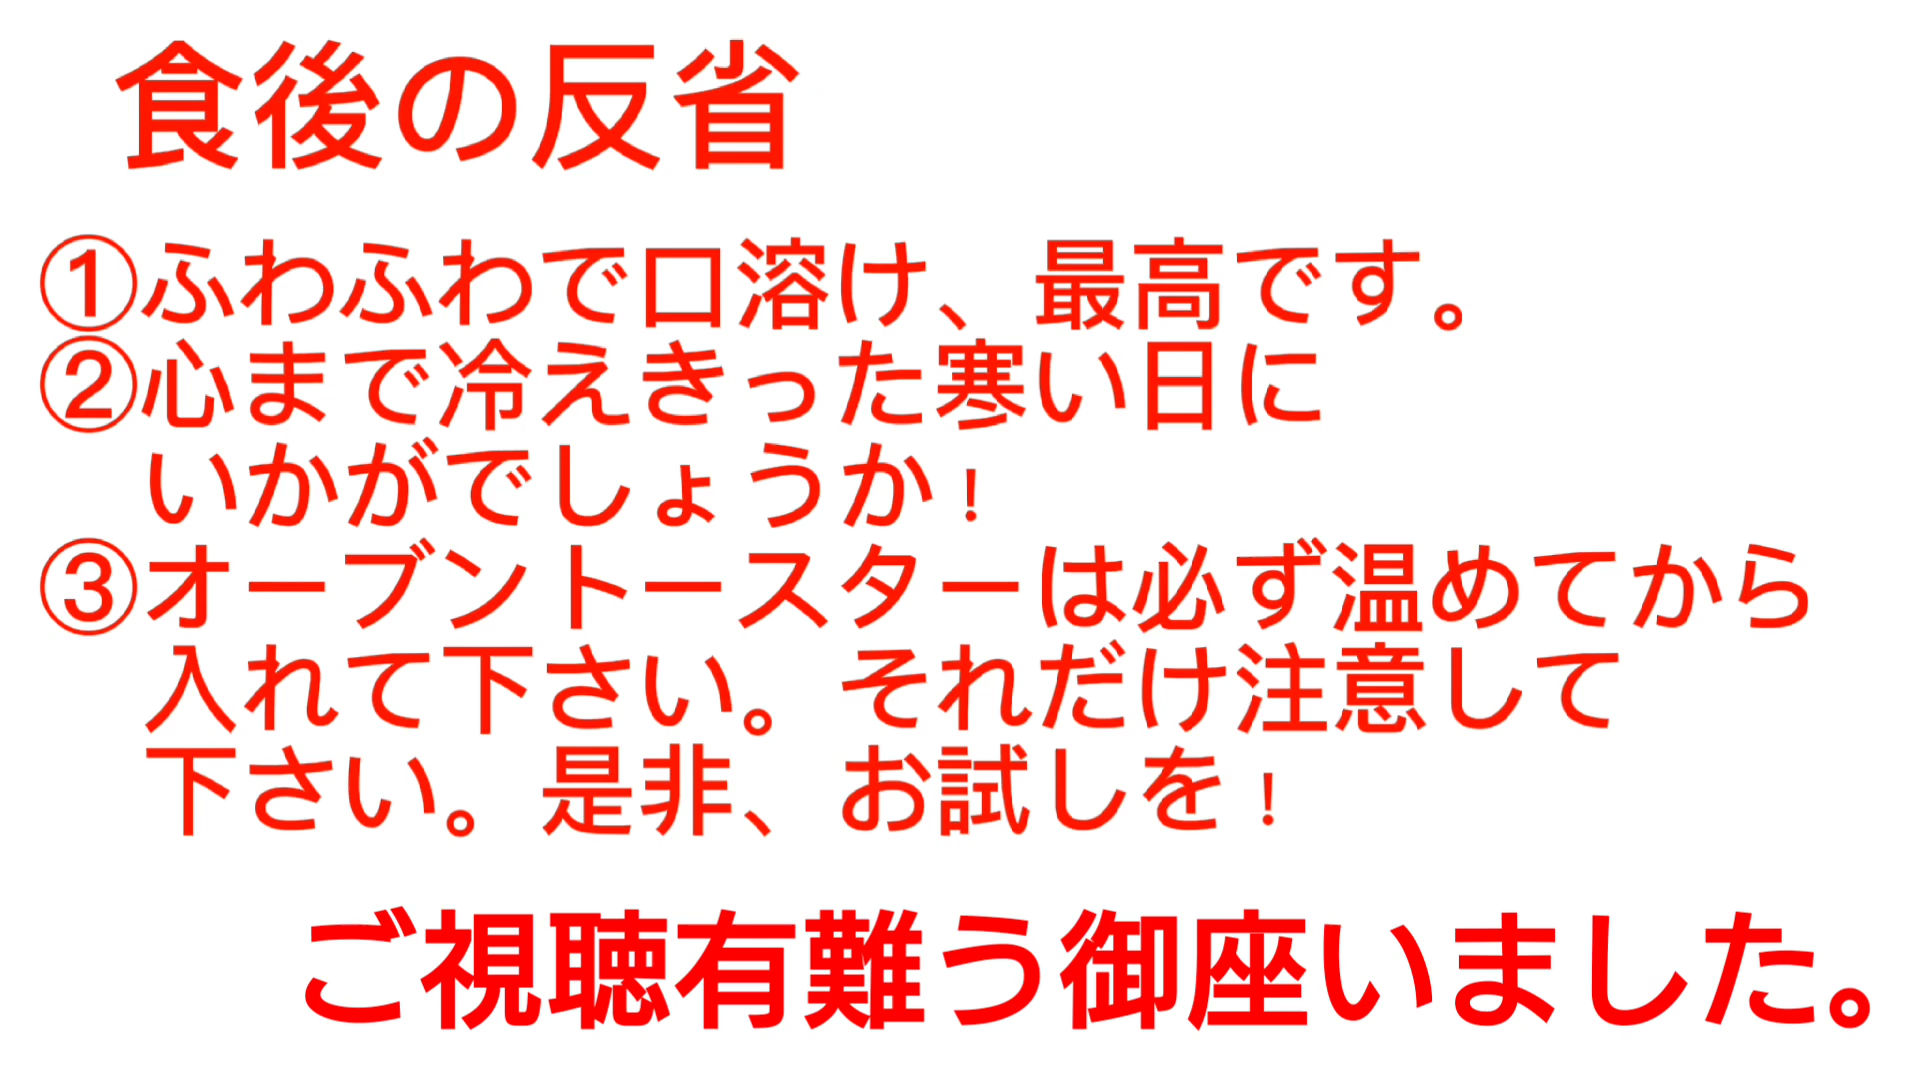 食後の反省
①ふわふわで口溶け、最高です。
②心まで冷えきった寒い日に
いかがでしょうか！
③オーブントースターは必ず温めてから
入れて下さい。それだけ注意して
下さい。是非、お試しを！
ご視聴有難う御座いました。